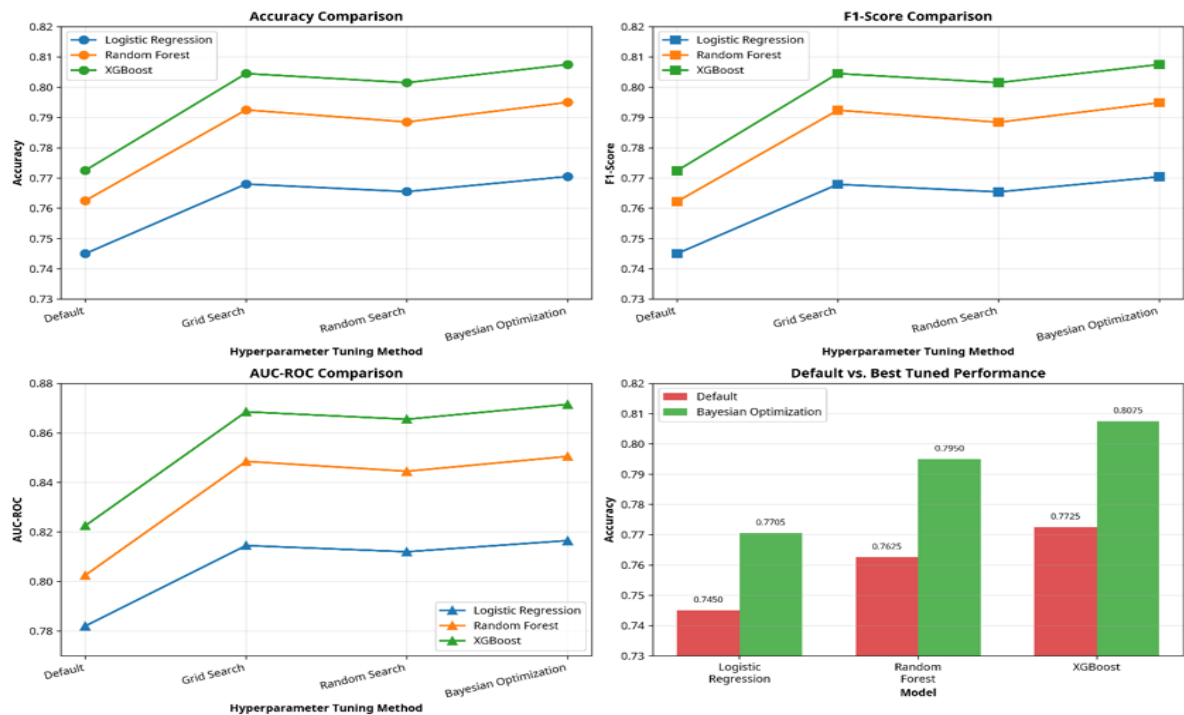 Accuracy Comparison
0.82
0.81
0.80
0.79
0.78
0.77
0.76
0.75
0.74
0.73
Accuracy
Logistic Regression
Random Forest
XGBoost
Default
Grid Search
Random Search
Bayesian Optimization
Hyperparameter Tuning Method
F1-Score Comparison
0.82
0.81
0.80
0.79
0.78
0.77
0.76
0.75
0.74
0.73
F1-Score
Logistic Regression
Random Forest
XGBoost
Default
Grid Search
Random Search
Bayesian Optimization
Hyperparameter Tuning Method
AUC-ROC Comparison
0.88
0.86
0.84
0.82
0.80
0.78
AUC-ROC
Logistic Regression
Random Forest
XGBoost
Default
Grid Search
Random Search
Bayesian Optimization
Hyperparameter Tuning Method
Default vs. Best Tuned Performance
0.82
0.81
0.80
0.79
0.78
0.77
0.76
0.75
0.74
0.73
Accuracy
Default
Bayesian Optimization
0.7450
0.7705
0.7625
0.7950
0.7725
0.8075
Logistic
Regression
Random
Forest
XGBoost
Model